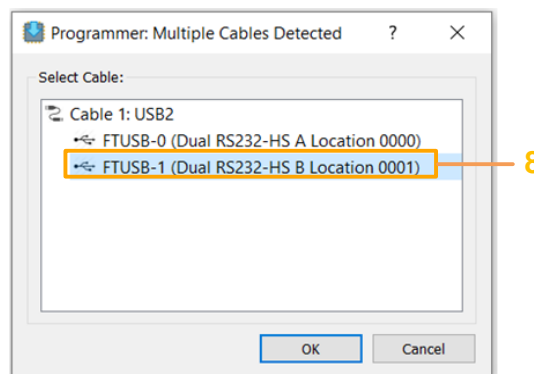 Programmer: Multiple Cables Detected ? ×
Select Cable:
Cable 1: USB2
FTUSB-0 (Dual RS232-HS A Location 0000)
FTUSB-1 (Dual RS232-HS B Location 0001)
8
OK Cancel